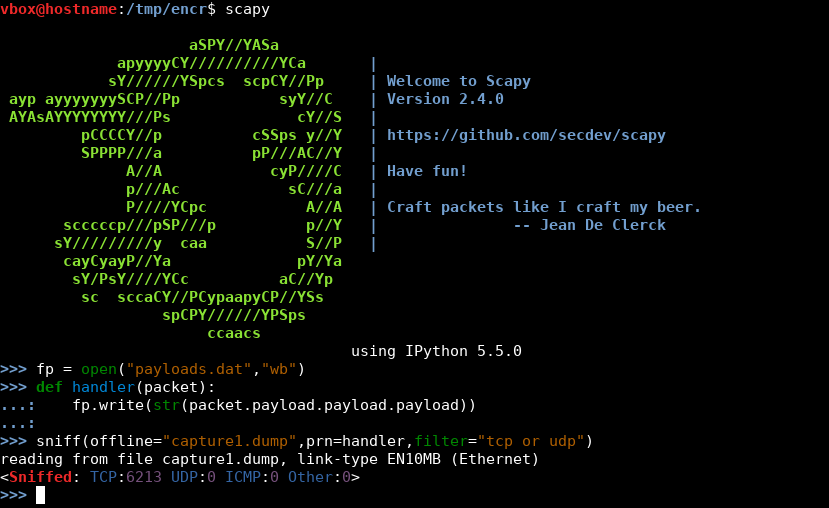 vbox@hostname:/tmp/encr$ scapy
                     aSPY//YASa
             apyyyyCY//////////YCa       |
            sY//////YSpcs  scpCY//Pp     | Welcome to Scapy
 ayp ayyyyyyySCP//Pp           syY//C    | Version 2.4.0
 AYAsAYYYYYYYY///Ps              cY//S   |
         pCCCCY//p          cSSps y//Y   | https://github.com/secdev/scapy
         SPPPP///a          pP///AC//Y   |
              A//A            cyP////C   | Have fun!
              p///Ac            sC///a   |
              P////YCpc           A//A   | Craft packets like I craft my beer.
       scccccp///pSP///p          p//Y   |               -- Jean De Clerck
      sY/////////y  caa           S//P   |
       cayCyayP//Ya              pY/Ya
        sY/PsY////YCc          aC//Yp
         sc  sccaCY//PCypaapyCP//YSs
                  spCPY//////YPSps
                       ccaacs
                                       using IPython 5.5.0
>>> fp = open("payloads.dat","wb")
>>> def handler(packet):
...:    fp.write(str(packet.payload.payload.payload))
...:
>>> sniff(offline="capture1.dump",prn=handler,filter="tcp or udp")
reading from file capture1.dump, link-type EN10MB (Ethernet)
<Sniffed: TCP:6213 UDP:0 ICMP:0 Other:0>
>>>